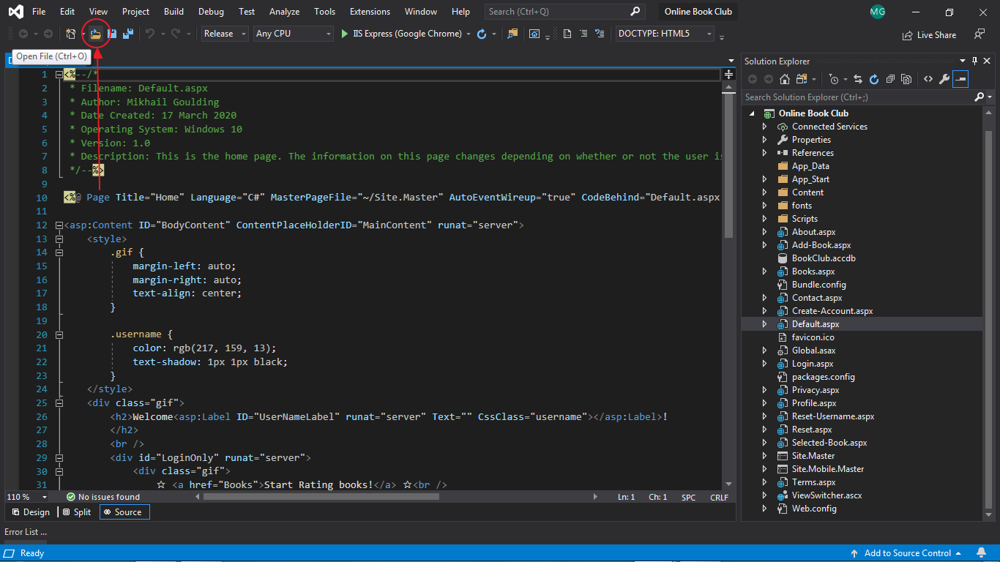 File Edit View Project Build Debug Test Analyze Tools Extensions Window Help Search (Ctrl+Q) Online Book Club MG
Release Any CPU IIS Express (Google Chrome) DOCTYPE: HTML5 Live Share
Open File (Ctrl+O)
1 <%--/*
2 * Filename: Default.aspx
3 * Author: Mikhail Goulding
4 * Date Created: 17 March 2020
5 * Operating System: Windows 10
6 * Version: 1.0
7 * Description: This is the home page. The information on this page changes depending on whether or not the user is
8 */--%>
9
10 <%@ Page Title="Home" Language="C#" MasterPageFile="~/Site.Master" AutoEventWireup="true" CodeBehind="Default.aspx
11
12 <asp:Content ID="BodyContent" ContentPlaceHolderID="MainContent" runat="server">
13 <style>
14 .gif {
15 margin-left: auto;
16 margin-right: auto;
17 text-align: center;
18 }
19
20 .username {
21 color: rgb(217, 159, 13);
22 text-shadow: 1px 1px black;
23 }
24 </style>
25 <div class="gif">
26 <h2>Welcome<asp:Label ID="UserNameLabel" runat="server" Text="" CssClass="username"></asp:Label>!
27 </h2>
28 <br />
29 <div id="LoginOnly" runat="server">
30 <div class="gif">
31 ☆ <a href="Books">Start Rating books!</a> ☆<br />
110 % No issues found Ln: 1 Ch: 1 SPC CRLF
Design Split Source
Solution Explorer
Search Solution Explorer (Ctrl+;)
Online Book Club
Connected Services
Properties
References
App_Data
App_Start
Content
fonts
Scripts
About.aspx
Add-Book.aspx
BookClub.accdb
Books.aspx
Bundle.config
Contact.aspx
Create-Account.aspx
Default.aspx
favicon.ico
Global.asax
Login.aspx
packages.config
Privacy.aspx
Profile.aspx
Reset-Username.aspx
Reset.aspx
Selected-Book.aspx
Site.Master
Site.Mobile.Master
Terms.aspx
ViewSwitcher.ascx
Web.config
Error List ...
Ready Add to Source Control